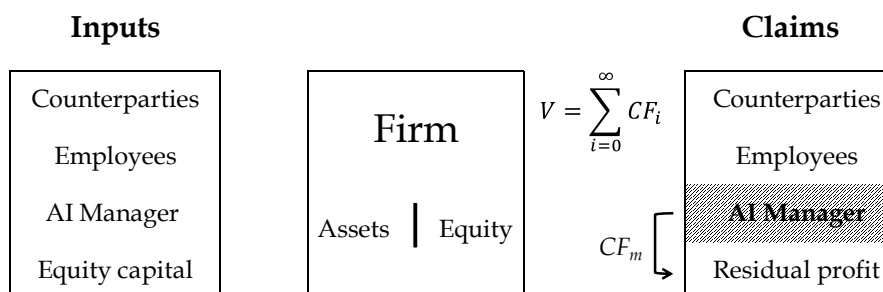 Inputs
Claims
Counterparties
Employees
AI Manager
Equity capital
Firm
Assets | Equity
V = ∑_{i=0}^{∞} CF_i
Counterparties
Employees
AI Manager
CF_m
Residual profit